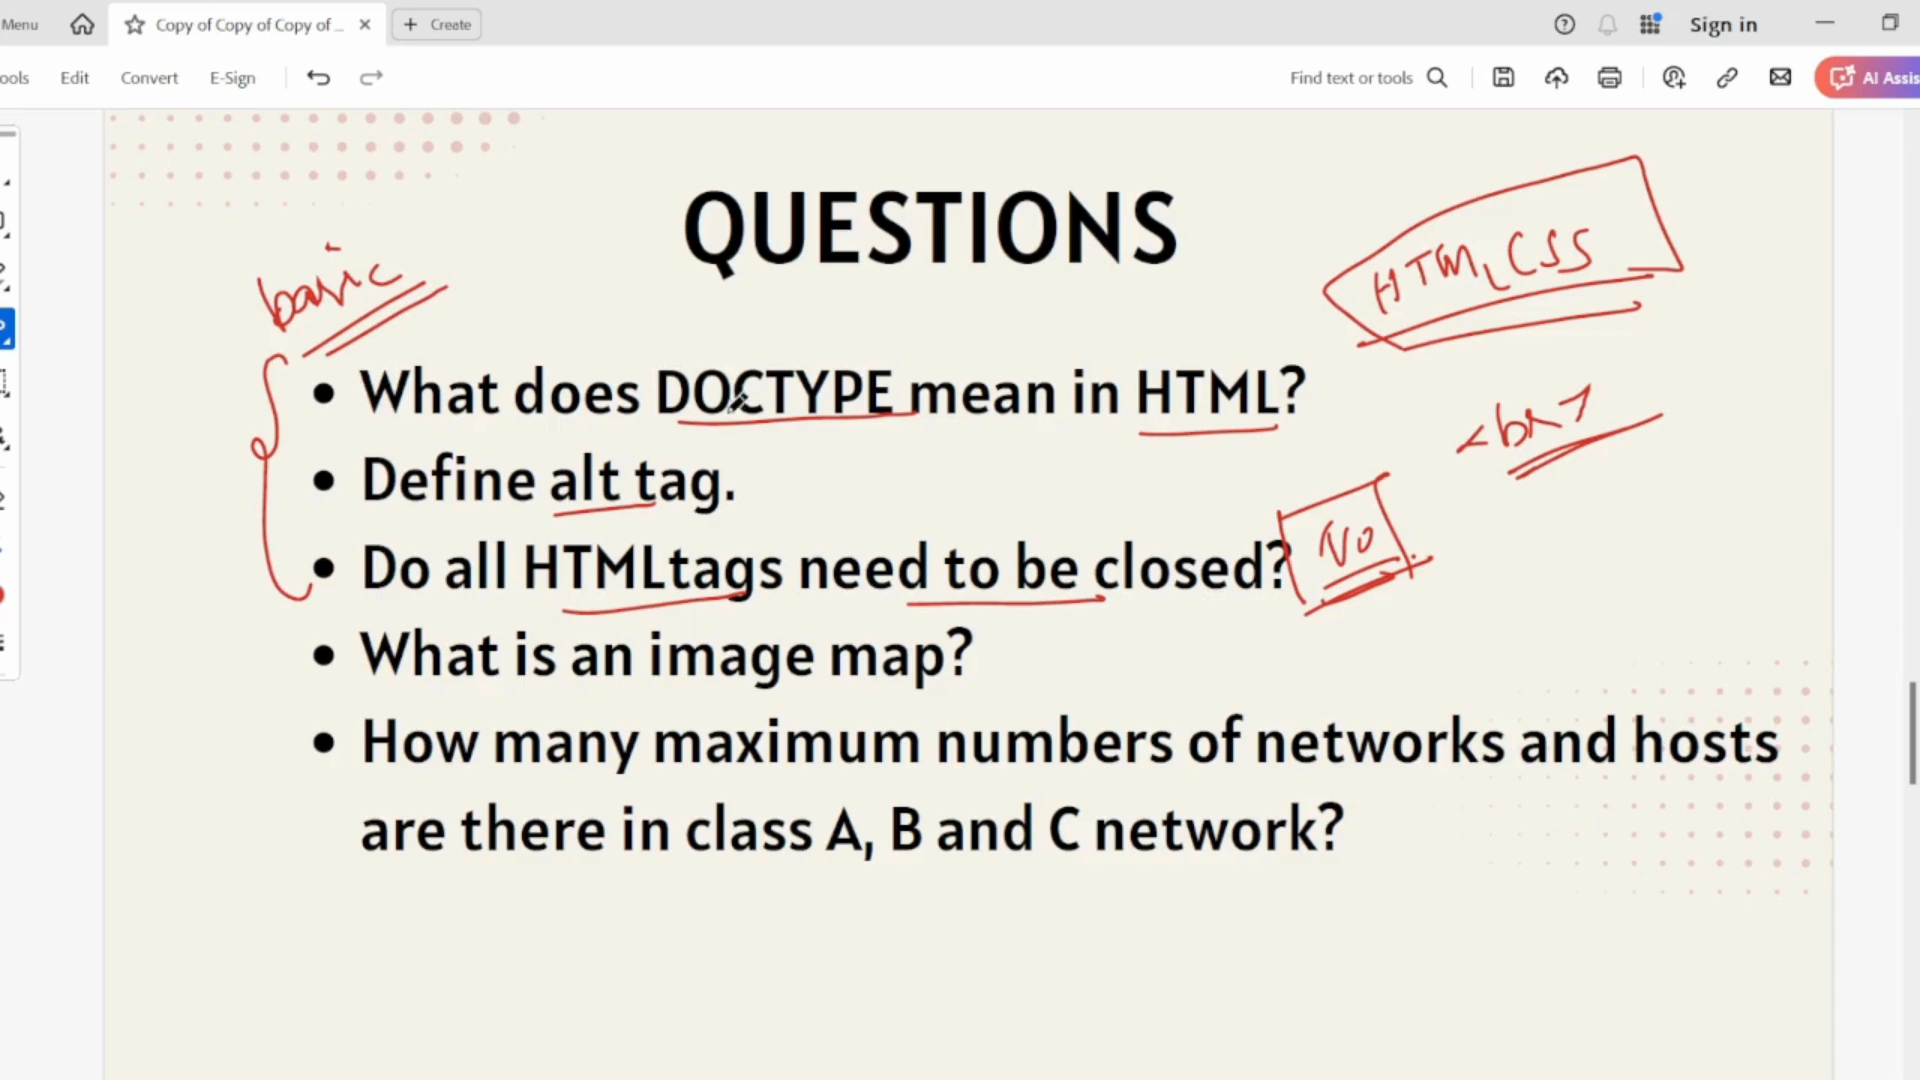 Menu
Copy of Copy of Copy of ...
Create
Sign in
ools
Edit
Convert
E-Sign
Find text or tools
AI Assis
QUESTIONS
basic
HTML CSS
• What does DOCTYPE mean in HTML?
<br>
• Define alt tag.
• Do all HTMLtags need to be closed?
No
• What is an image map?
• How many maximum numbers of networks and hosts
are there in class A, B and C network?